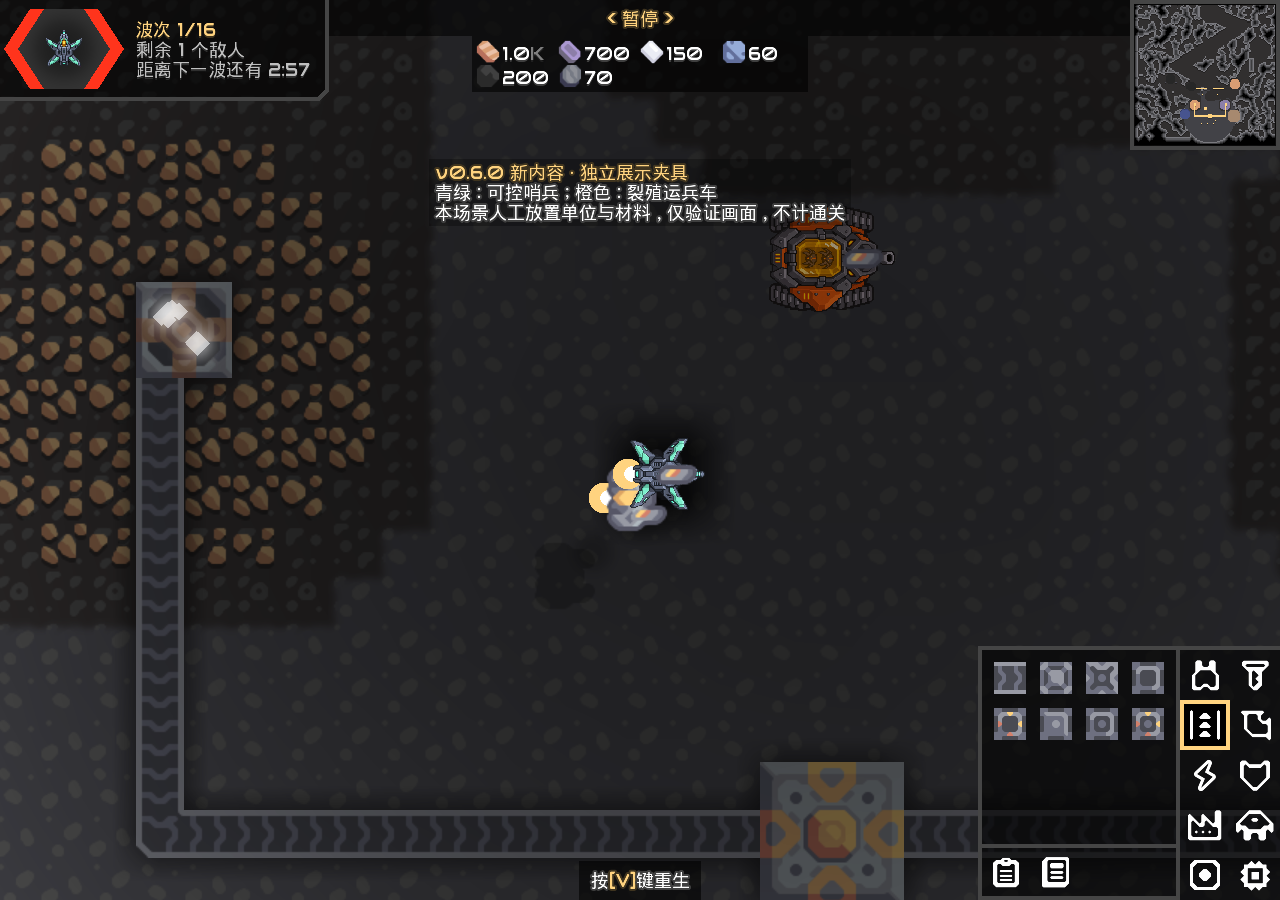 波次 1/16
剩余 1 个敌人
距离下一波还有 2:57
< 暂停 >
1.0K 700 150 60
200 70
v0.6.0 新内容 · 独立展示夹具
青绿：可控哨兵；橙色：裂殖运兵车
本场景人工放置单位与材料，仅验证画面，不计通关
按[V]键重生